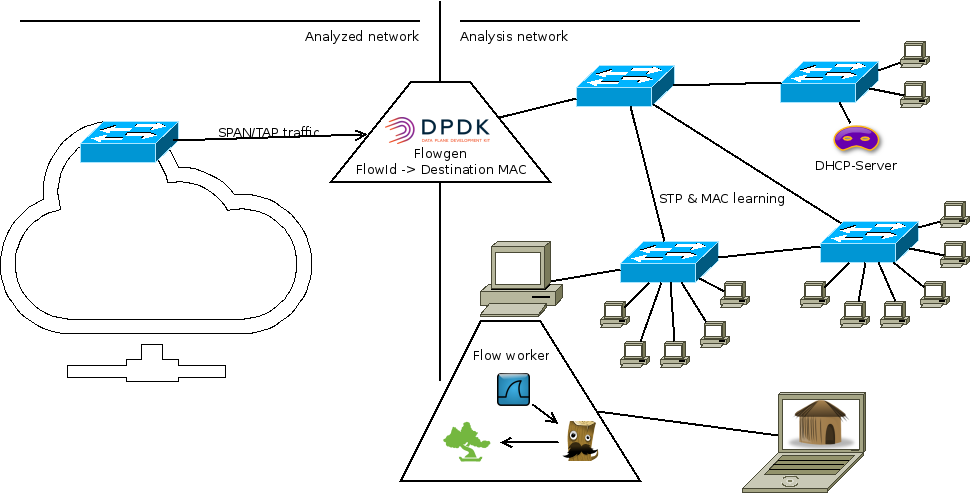 Analyzed network
Analysis network
SPAN/TAP traffic
DPDK
DATA PLANE DEVELOPMENT KIT
Flowgen
FlowId -> Destination MAC
DHCP-Server
STP & MAC learning
Flow worker